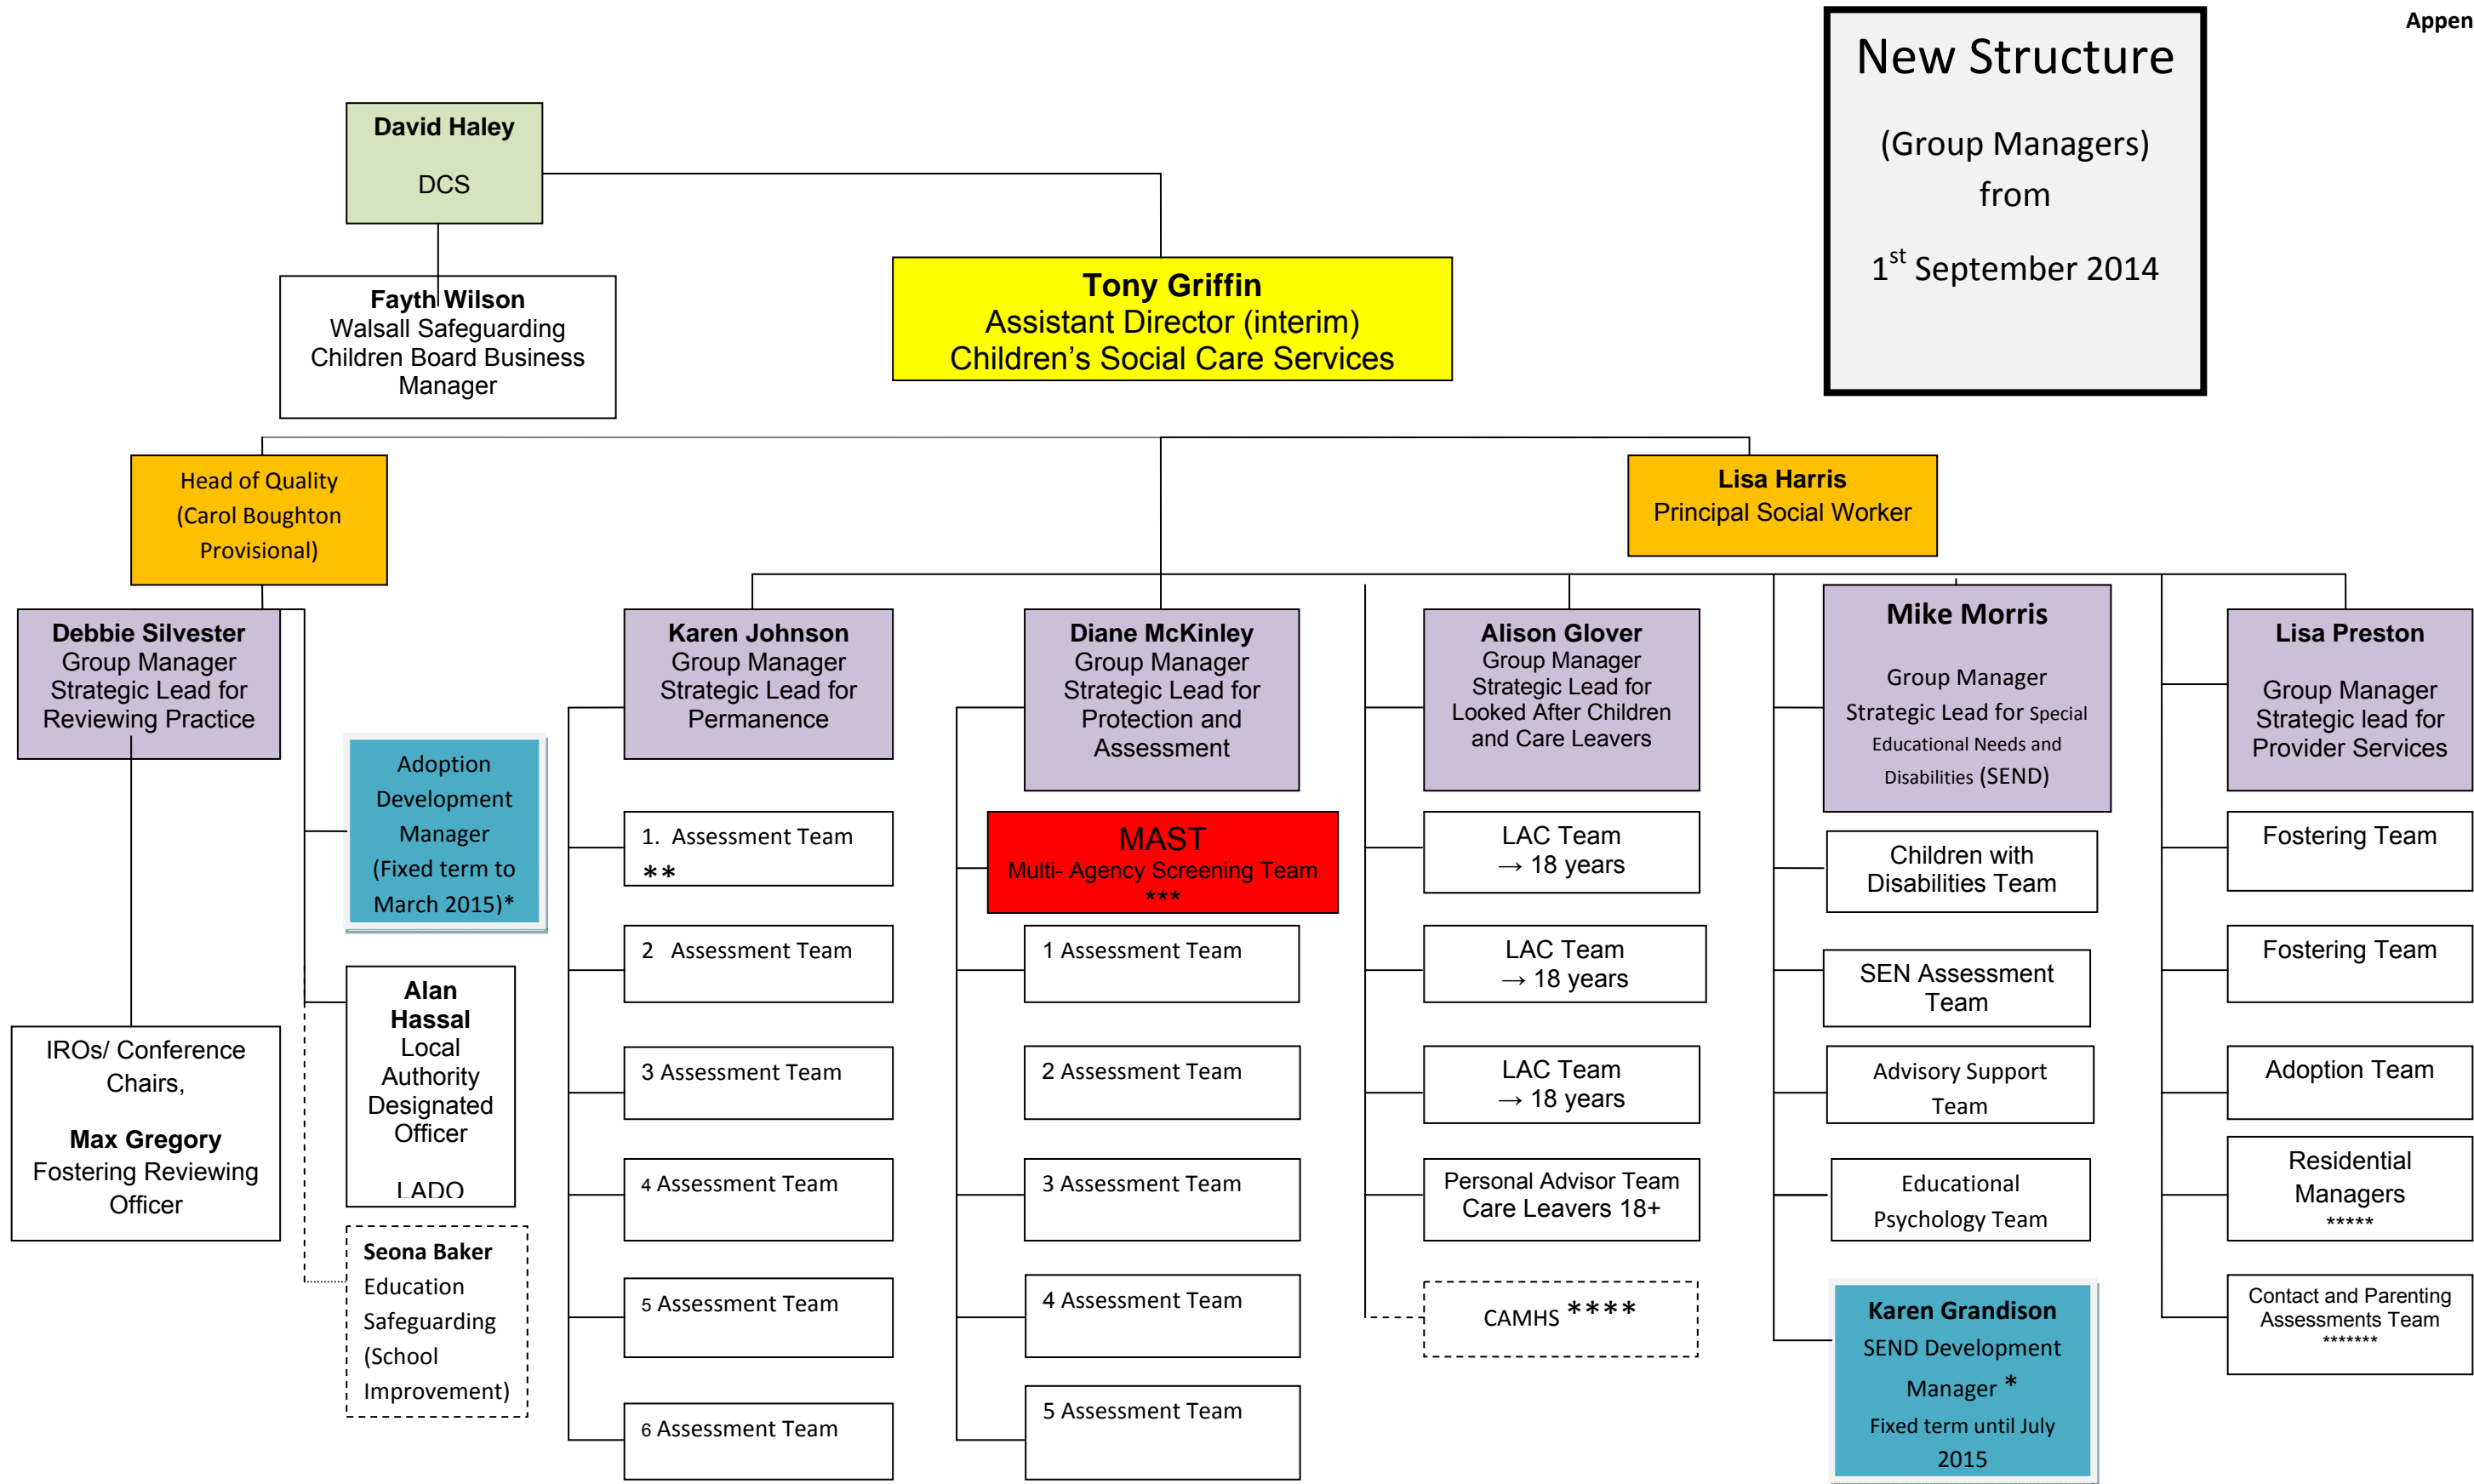 Appen
New Structure
(Group Managers)
from
1st September 2014
David Haley
DCS
Fayth Wilson
Walsall Safeguarding
Children Board Business
Manager
Tony Griffin
Assistant Director (interim)
Children’s Social Care Services
Head of Quality
(Carol Boughton
Provisional)
Lisa Harris
Principal Social Worker
Debbie Silvester
Group Manager
Strategic Lead for
Reviewing Practice
IROs/ Conference
Chairs,
Max Gregory
Fostering Reviewing
Officer
Adoption
Development
Manager
(Fixed term to
March 2015)*
Alan
Hassal
Local
Authority
Designated
Officer
LADO
Seona Baker
Education
Safeguarding
(School
Improvement)
Karen Johnson
Group Manager
Strategic Lead for
Permanence
1. Assessment Team
**
2 Assessment Team
3 Assessment Team
4 Assessment Team
5 Assessment Team
6 Assessment Team
Diane McKinley
Group Manager
Strategic Lead for
Protection and
Assessment
MAST
Multi- Agency Screening Team
***
1 Assessment Team
2 Assessment Team
3 Assessment Team
4 Assessment Team
5 Assessment Team
Alison Glover
Group Manager
Strategic Lead for
Looked After Children
and Care Leavers
LAC Team
→ 18 years
LAC Team
→ 18 years
LAC Team
→ 18 years
Personal Advisor Team
Care Leavers 18+
CAMHS ****
Mike Morris
Group Manager
Strategic Lead for Special
Educational Needs and
Disabilities (SEND)
Children with
Disabilities Team
SEN Assessment
Team
Advisory Support
Team
Educational
Psychology Team
Karen Grandison
SEND Development
Manager *
Fixed term until July
2015
Lisa Preston
Group Manager
Strategic lead for
Provider Services
Fostering Team
Fostering Team
Adoption Team
Residential
Managers
*****
Contact and Parenting
Assessments Team
*******